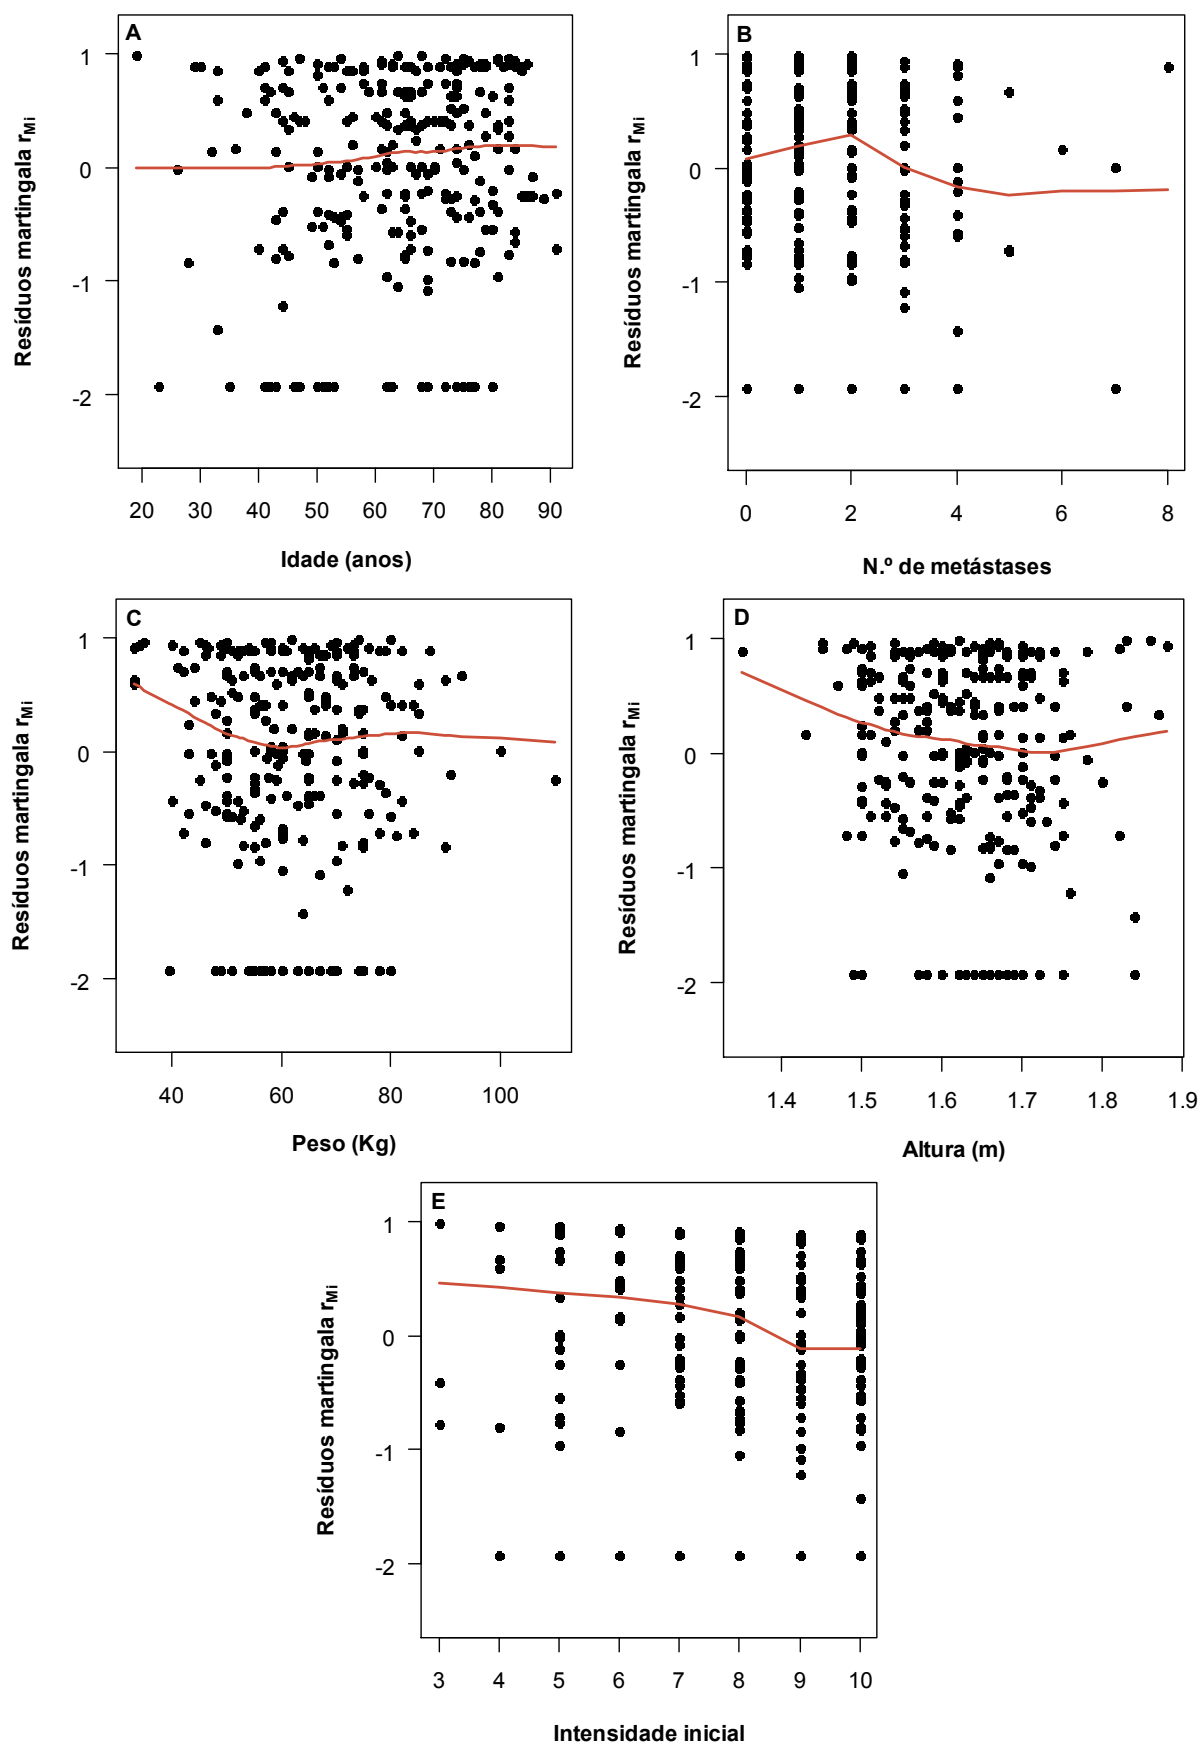 A
Resíduos martingala rMi
1
0
-1
-2
20 30 40 50 60 70 80 90
Idade (anos)
B
Resíduos martingala rMi
1
0
-1
-2
0 2 4 6 8
N.º de metástases
C
Resíduos martingala rMi
1
0
-1
-2
40 60 80 100
Peso (Kg)
D
Resíduos martingala rMi
1
0
-1
-2
1.4 1.5 1.6 1.7 1.8 1.9
Altura (m)
E
Resíduos martingala rMi
1
0
-1
-2
3 4 5 6 7 8 9 10
Intensidade inicial